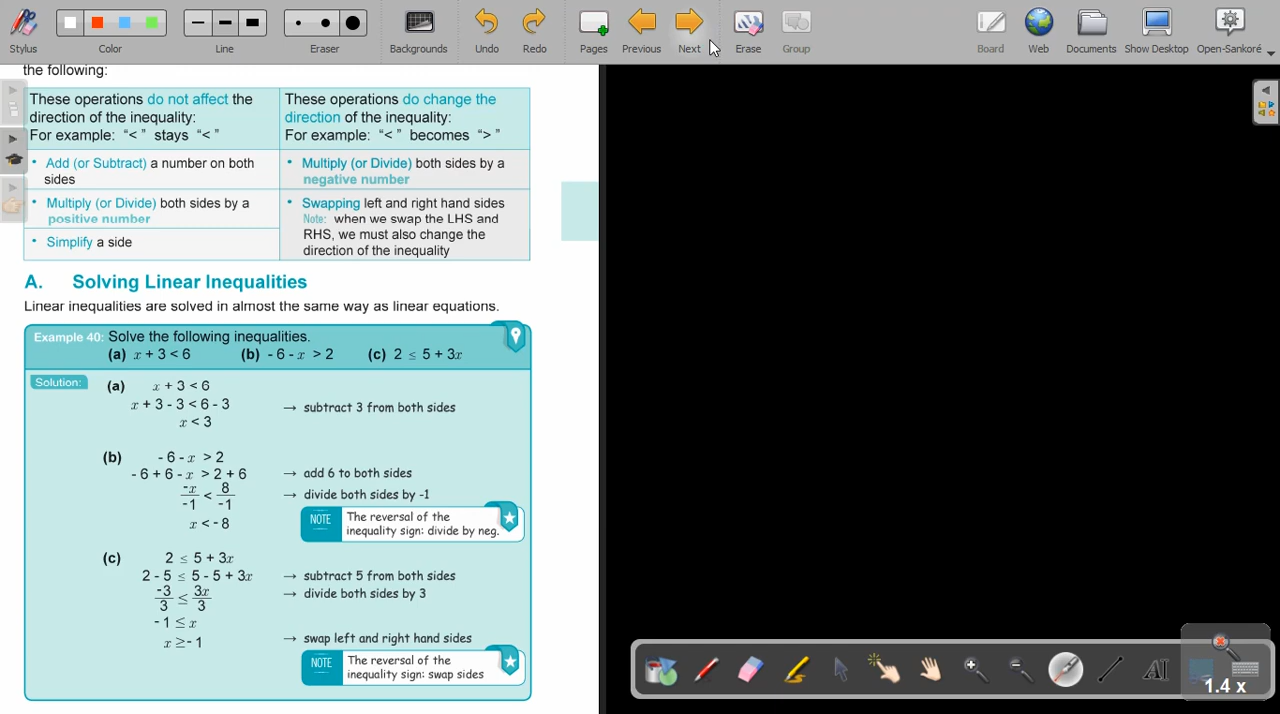 Stylus Color Line Eraser Backgrounds Undo Redo Pages Previous Next Erase Group Board Web Documents Show Desktop Open-Sankoré
the following:
These operations do not affect the
direction of the inequality:
For example: “< ” stays “< ”
These operations do change the
direction of the inequality:
For example: “< ” becomes “> ”
• Add (or Subtract) a number on both
sides
• Multiply (or Divide) both sides by a
negative number
• Multiply (or Divide) both sides by a
positive number
• Swapping left and right hand sides
Note: when we swap the LHS and
RHS, we must also change the
direction of the inequality
• Simplify a side
A. Solving Linear Inequalities
Linear inequalities are solved in almost the same way as linear equations.
Example 40: Solve the following inequalities.
(a) x + 3 < 6 (b) - 6 - x > 2 (c) 2 ≤ 5 + 3x
Solution:
(a) x + 3 < 6
x + 3 - 3 < 6 - 3 → subtract 3 from both sides
x < 3
(b) - 6 - x > 2
- 6 + 6 - x > 2 + 6 → add 6 to both sides
-x/-1 < 8/-1 → divide both sides by -1
x < - 8
NOTE The reversal of the
inequality sign: divide by neg.
(c) 2 ≤ 5 + 3x
2 - 5 ≤ 5 - 5 + 3x → subtract 5 from both sides
-3/3 ≤ 3x/3 → divide both sides by 3
- 1 ≤ x
x ≥ - 1 → swap left and right hand sides
NOTE The reversal of the
inequality sign: swap sides
AI
1.4 x